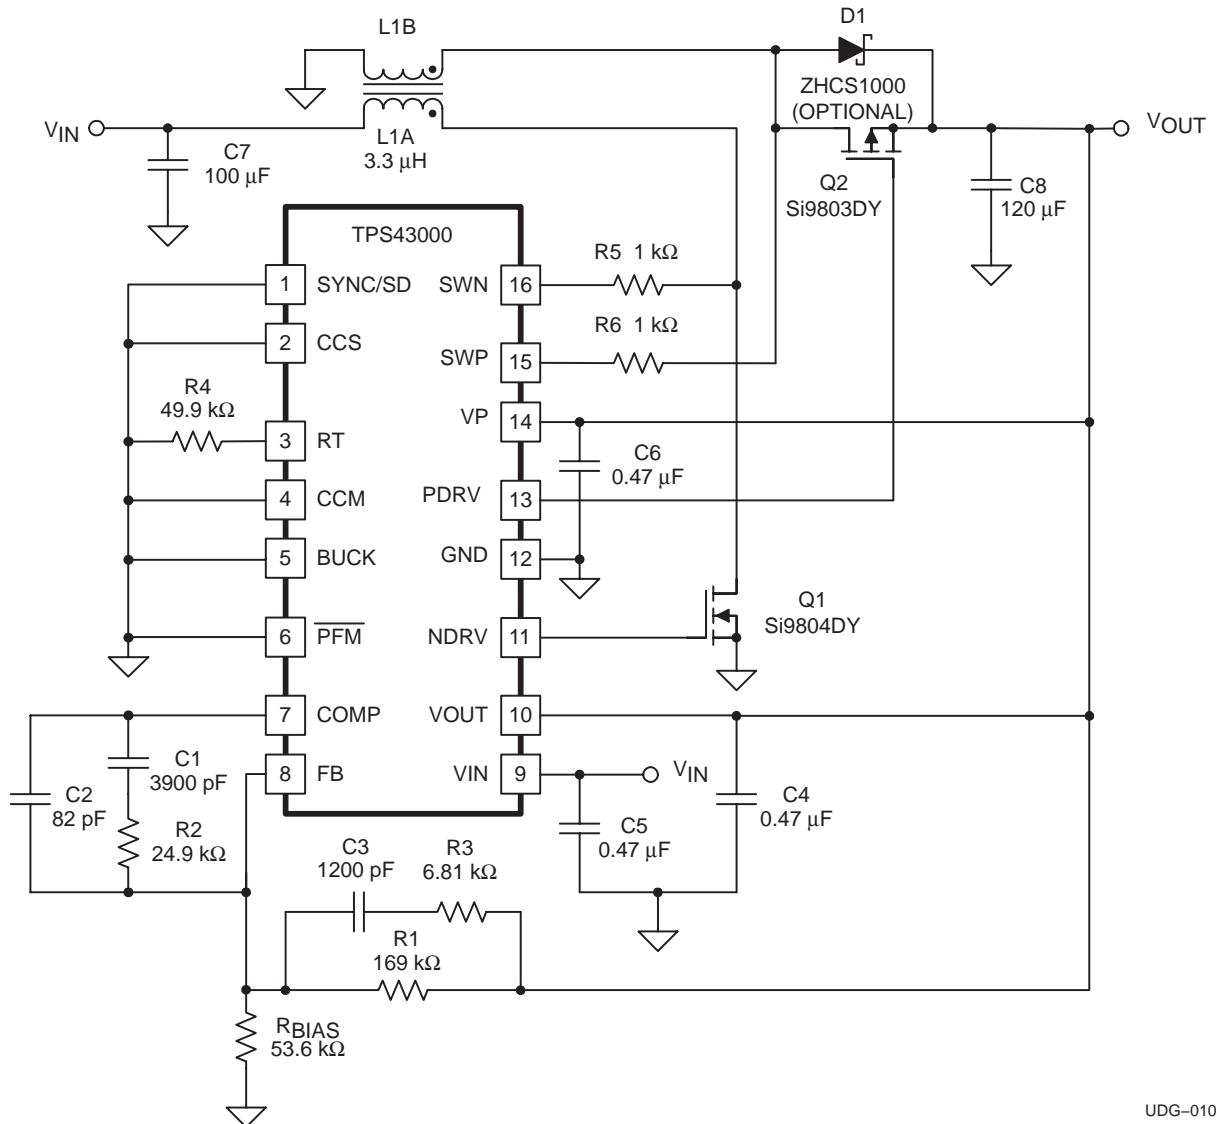 D1
L1B
ZHCS1000
(OPTIONAL)
VIN
VOUT
L1A
3.3 μH
C7
100 μF
Q2
Si9803DY
C8
120 μF
TPS43000
R5 1 kΩ
1 SYNC/SD
SWN 16
R6 1 kΩ
2 CCS
SWP 15
R4
49.9 kΩ
VP 14
3 RT
C6
0.47 μF
4 CCM
PDRV 13
5 BUCK
GND 12
Q1
Si9804DY
6 PFM
NDRV 11
7 COMP
VOUT 10
C1
3900 pF
8 FB
VIN 9
VIN
C2
82 pF
C4
0.47 μF
R2
24.9 kΩ
C5
0.47 μF
C3
1200 pF
R3
6.81 kΩ
R1
169 kΩ
RBIAS
53.6 kΩ
UDG–010